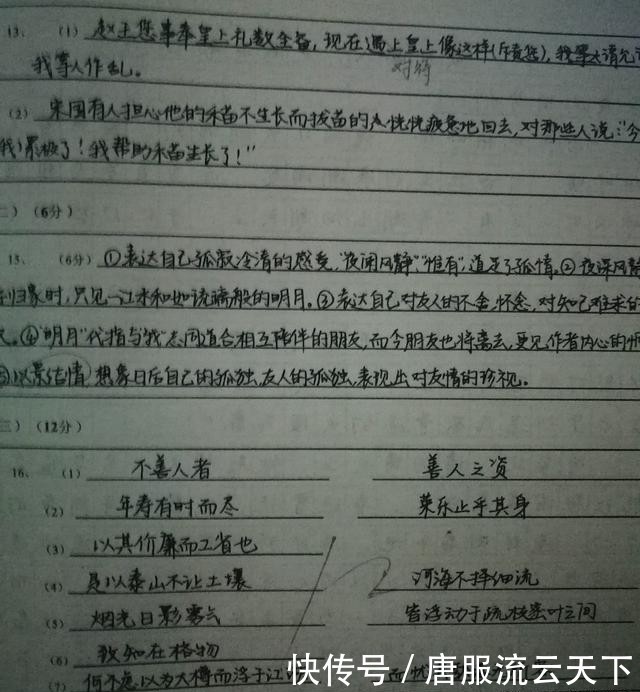 13. (1) 赵王您事奉皇上礼数全备,现在遇上皇上像这样(斥责您),我
对待
我等人作乱。
(2) 宋国有人担心他的禾苗不生长而拔苗的,恍恍疲惫地回去,对那些人说:"今
我)累极了!我帮助禾苗生长了!"
二)(6分)
15. (6分) ①表达自己孤寂冷清的感受,"夜阑风静""惟有"道足了孤情。②夜深风静
归家时,只见一江水和如琉璃般的明月。③表达自己对友人的不舍,怀念,对知己难求的
④"明月"代指与"我"志同道合相互陪伴的朋友,而今朋友也将离去,更见作者内心的
⑤以景结情,想象日后自己的孤独,友人的孤独,表现出对友情的珍视。
三)(12分)
16. (1) 不善人者 善人之资
(2) 年寿有时而尽 荣乐止乎其身
(3) 以其价廉而工省也
(4) 是以泰山不让土壤 河海不择细流
(5) 烟光日影雾气 皆浮动于疏枝密叶之间
(6) 致知在格物
(7) 何不虑以为大樽而浮于江 而忧
快传号/唐服流云天下